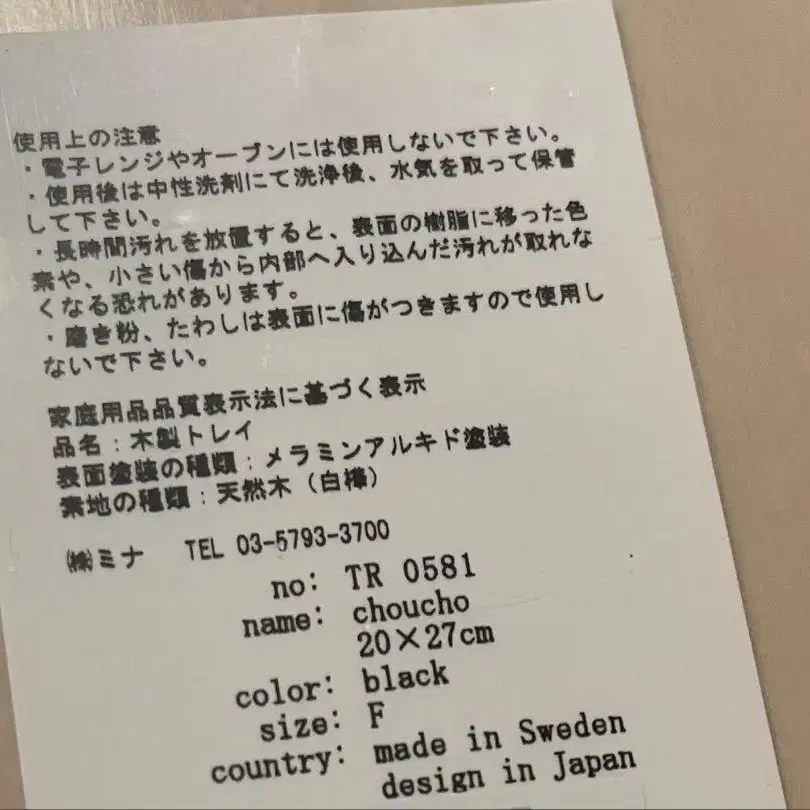 使用上の注意
・電子レンジやオーブンには使用しないで下さい。
・使用後は中性洗剤にて洗浄後、水気を取って保管
して下さい。
・長時間汚れを放置すると、表面の樹脂に移った色
素や、小さい傷から内部へ入り込んだ汚れが取れな
くなる恐れがあります。
・磨き粉、たわしは表面に傷がつきますので使用し
ないで下さい。
家庭用品品質表示法に基づく表示
品名：木製トレイ
表面塗装の種類：メラミンアルキド塗装
素地の種類：天然木（白樺）
㈱ミナ TEL 03-5793-3700
no: TR 0581
name: choucho
20×27cm
color: black
size: F
country: made in Sweden
design in Japan